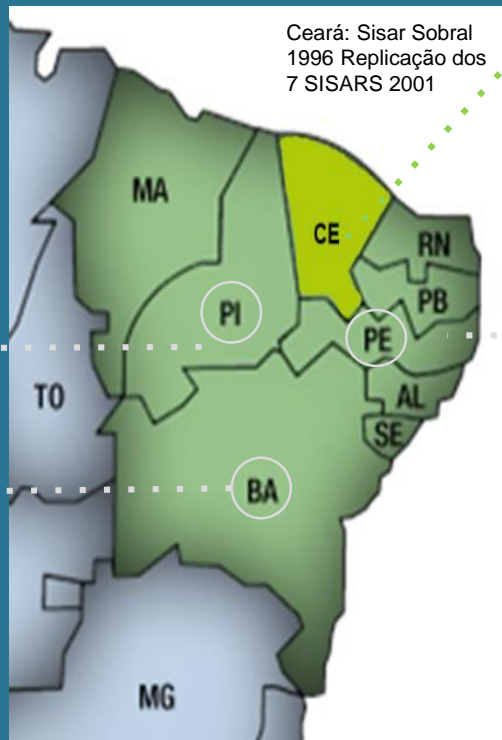 Ceará: Sisar Sobral
1996 Replicação dos
7 SISARS 2001
MA
CE
RN
PI
PB
PE
TO
AL
SE
BA
MG